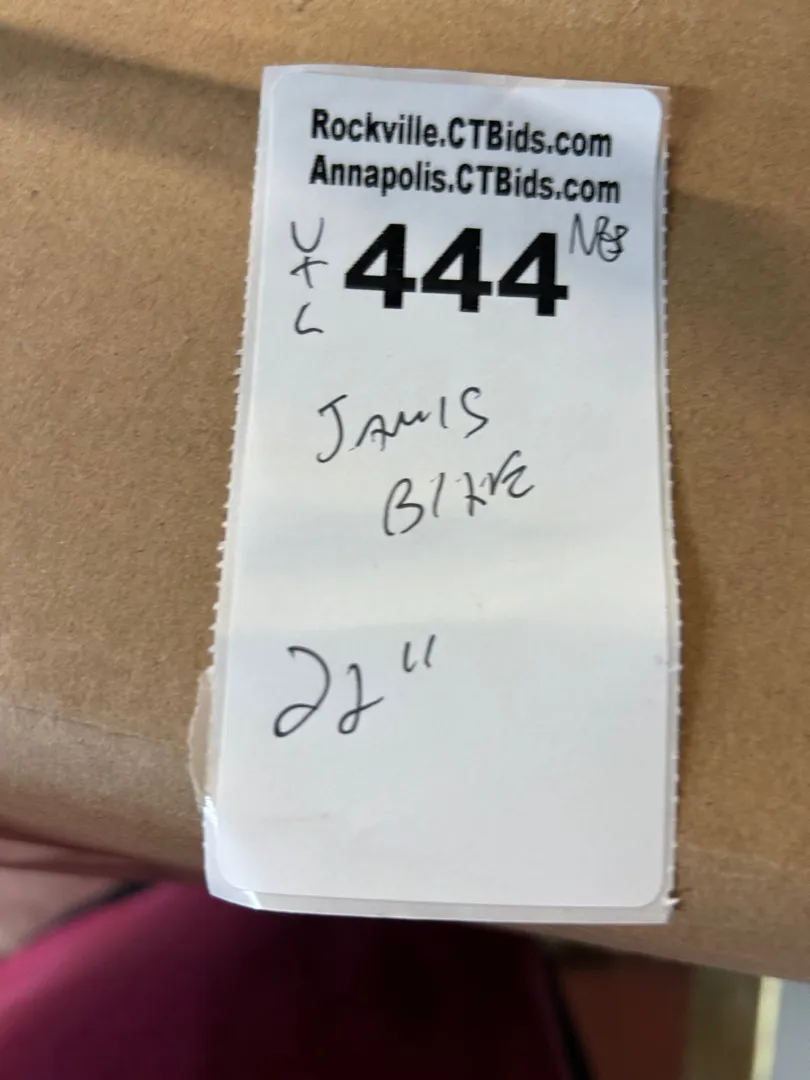 Rockville.CTBids.com
Annapolis.CTBids.com
444
JAMIS
BIKE
22"